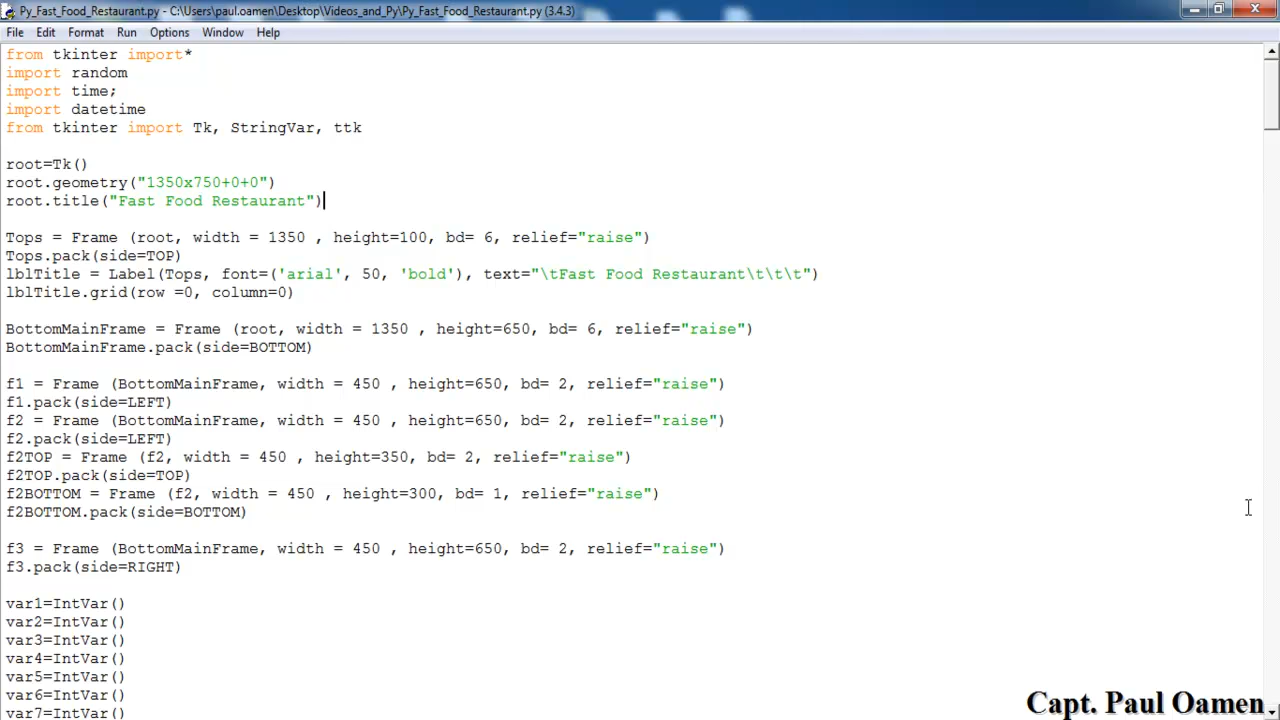 Py_Fast_Food_Restaurant.py - C:\Users\paul.oamen\Desktop\Videos_and_Py\Py_Fast_Food_Restaurant.py (3.4.3)
File Edit Format Run Options Window Help
from tkinter import*
import random
import time;
import datetime
from tkinter import Tk, StringVar, ttk
root=Tk()
root.geometry("1350x750+0+0")
root.title("Fast Food Restaurant")
Tops = Frame (root, width = 1350 , height=100, bd= 6, relief="raise")
Tops.pack(side=TOP)
lblTitle = Label(Tops, font=('arial', 50, 'bold'), text="\tFast Food Restaurant\t\t\t")
lblTitle.grid(row =0, column=0)
BottomMainFrame = Frame (root, width = 1350 , height=650, bd= 6, relief="raise")
BottomMainFrame.pack(side=BOTTOM)
f1 = Frame (BottomMainFrame, width = 450 , height=650, bd= 2, relief="raise")
f1.pack(side=LEFT)
f2 = Frame (BottomMainFrame, width = 450 , height=650, bd= 2, relief="raise")
f2.pack(side=LEFT)
f2TOP = Frame (f2, width = 450 , height=350, bd= 2, relief="raise")
f2TOP.pack(side=TOP)
f2BOTTOM = Frame (f2, width = 450 , height=300, bd= 1, relief="raise")
f2BOTTOM.pack(side=BOTTOM)
f3 = Frame (BottomMainFrame, width = 450 , height=650, bd= 2, relief="raise")
f3.pack(side=RIGHT)
var1=IntVar()
var2=IntVar()
var3=IntVar()
var4=IntVar()
var5=IntVar()
var6=IntVar()
var7=IntVar()
Capt. Paul Oamen